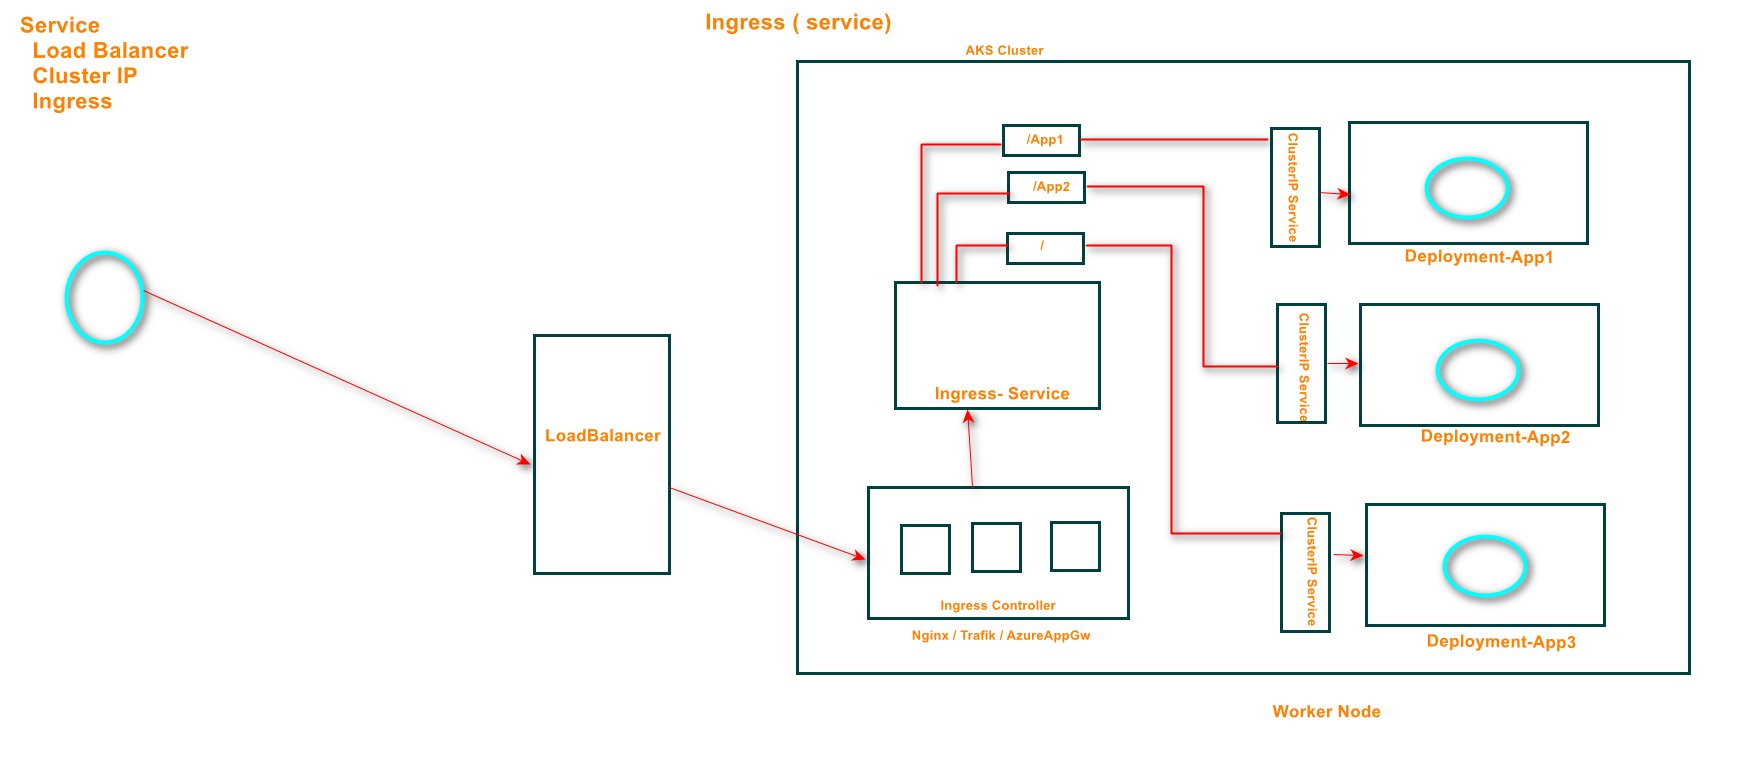 Service
Load Balancer
Cluster IP
Ingress
Ingress ( service)
AKS Cluster
/App1
/App2
/
ClusterIP Service
Deployment-App1
Ingress- Service
ClusterIP Service
Deployment-App2
LoadBalancer
Ingress Controller
Nginx / Trafik / AzureAppGw
ClusterIP Service
Deployment-App3
Worker Node